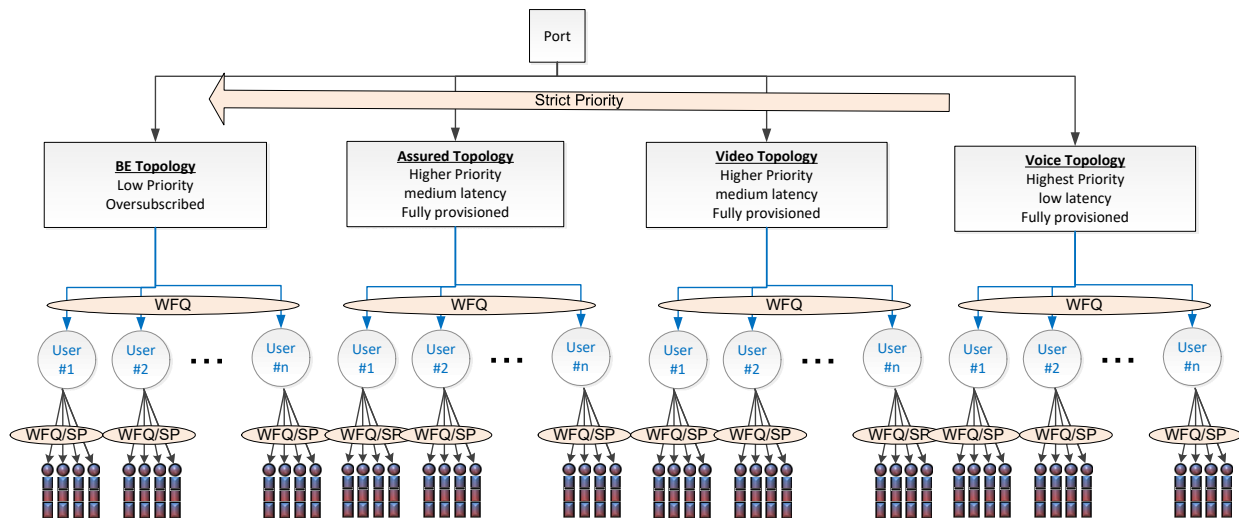 Port
Strict Priority
BE Topology
Low Priority
Oversubscribed
Assured Topology
Higher Priority
medium latency
Fully provisioned
Video Topology
Higher Priority
medium latency
Fully provisioned
Voice Topology
Highest Priority
low latency
Fully provisioned
WFQ
WFQ
WFQ
WFQ
User
#1
User
#2
...
User
#n
User
#1
User
#2
...
User
#n
User
#1
User
#2
...
User
#n
User
#1
User
#2
...
User
#n
WFQ/SP
WFQ/SP
WFQ/SP
WFQ/SP
WFQ/SP
WFQ/SP
WFQ/SP
WFQ/SP
WFQ/SP
WFQ/SP
WFQ/SP
WFQ/SP